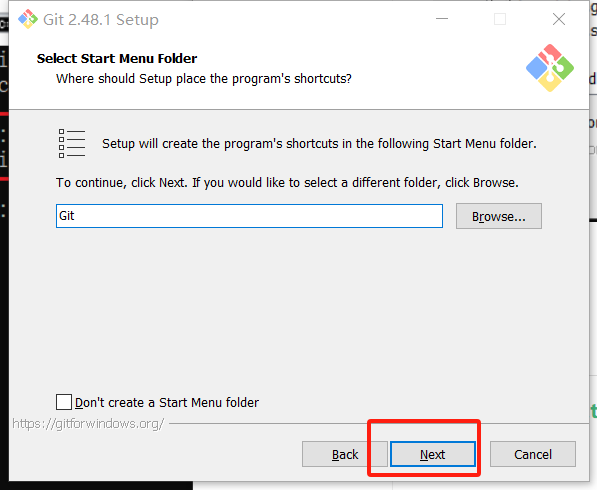 Git 2.48.1 Setup
Select Start Menu Folder
Where should Setup place the program's shortcuts?
Setup will create the program's shortcuts in the following Start Menu folder.
To continue, click Next. If you would like to select a different folder, click Browse.
Git
Browse...
Don't create a Start Menu folder
https://gitforwindows.org/
Back
Next
Cancel